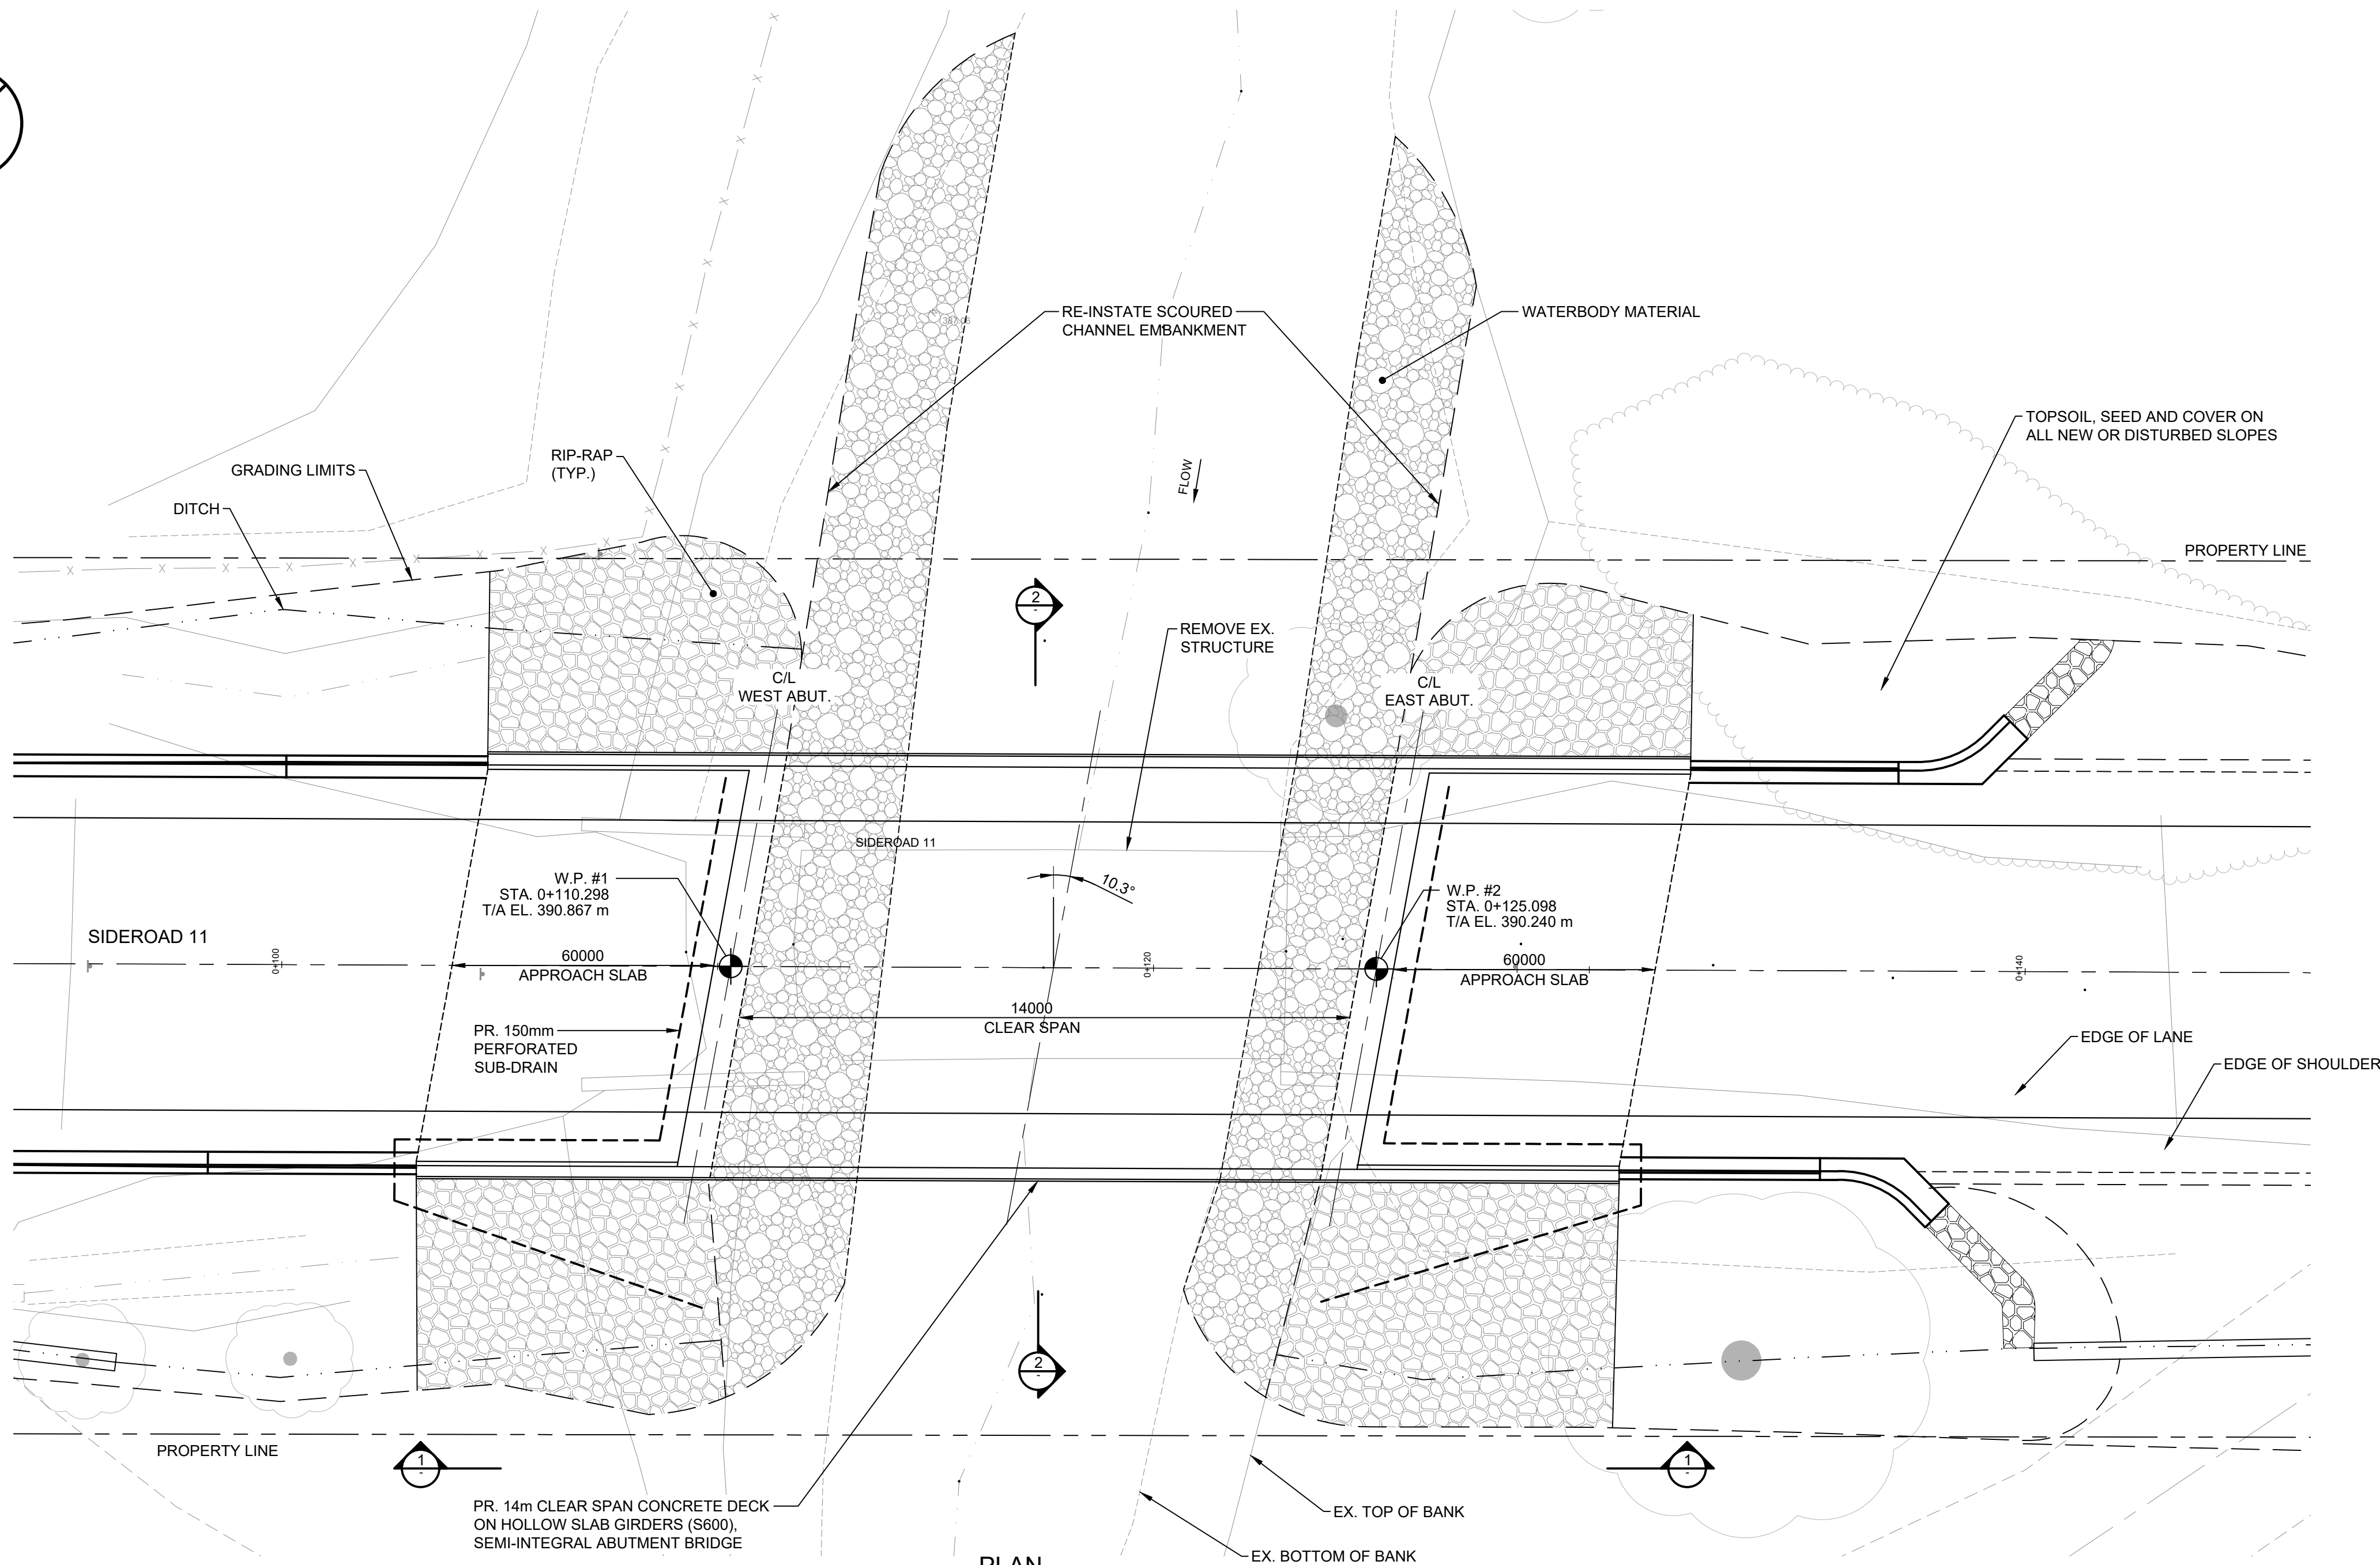 387.06
RE-INSTATE SCOURED
CHANNEL EMBANKMENT
WATERBODY MATERIAL
TOPSOIL, SEED AND COVER ON
ALL NEW OR DISTURBED SLOPES
RIP-RAP
(TYP.)
GRADING LIMITS
DITCH
FLOW
PROPERTY LINE
2
-
REMOVE EX.
STRUCTURE
C/L
WEST ABUT.
C/L
EAST ABUT.
SIDEROAD 11
10.3°
W.P. #1
STA. 0+110.298
T/A EL. 390.867 m
W.P. #2
STA. 0+125.098
T/A EL. 390.240 m
SIDEROAD 11
0+100
60000
APPROACH SLAB
0+120
60000
APPROACH SLAB
0+140
14000
CLEAR SPAN
PR. 150mm
PERFORATED
SUB-DRAIN
EDGE OF LANE
EDGE OF SHOULDER
2
-
PROPERTY LINE
1
-
1
-
PR. 14m CLEAR SPAN CONCRETE DECK
ON HOLLOW SLAB GIRDERS (S600),
SEMI-INTEGRAL ABUTMENT BRIDGE
EX. TOP OF BANK
EX. BOTTOM OF BANK
PLAN